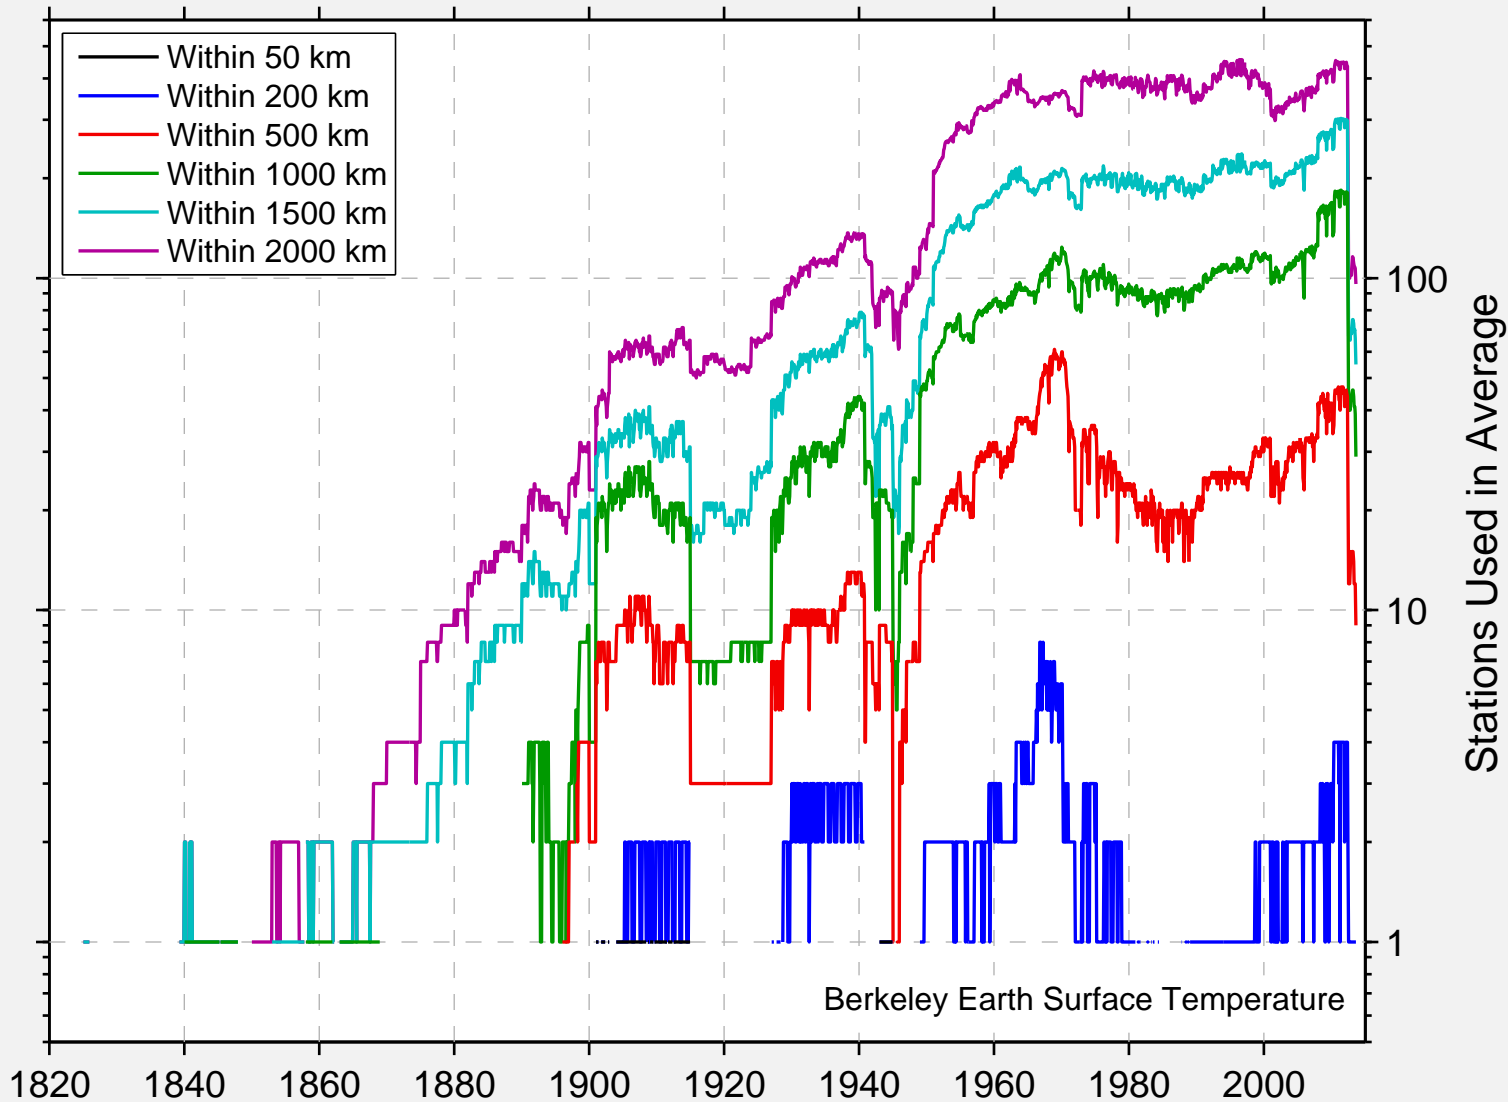 Within 50 km
Within 200 km
Within 500 km
Within 1000 km
Within 1500 km
Within 2000 km
100
10
1
Stations Used in Average
Berkeley Earth Surface Temperature
1820 1840 1860 1880 1900 1920 1940 1960 1980 2000